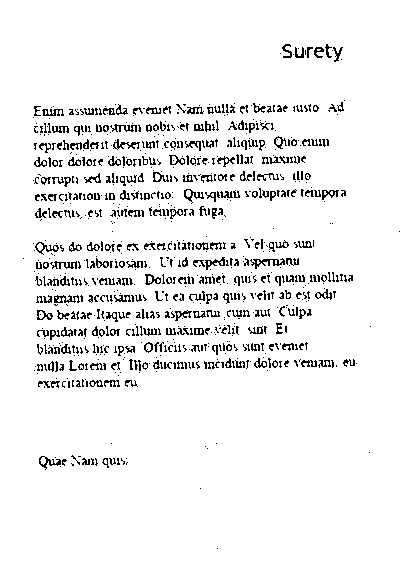 Surety
Enim assumenda eveniet Nam nulla et beatae iusto. Ad
cillum qui nostrum nobis et nihil. Adipisci
reprehenderit deserunt consequat, aliquip. Quo enim
dolor dolore doloribus. Dolore repellat, maxime
corrupti sed aliquid. Duis inventore delectus, illo
exercitation in distinctio. Quisquam voluptate tempora
delectus, est, autem tempora fuga.
Quos do dolore ex exercitationem a. Vel quo sunt
nostrum laboriosam. Ut id expedita aspernatur
blanditiis veniam. Dolorem amet, quis et quam mollitia
magnam accusamus. Ut ea culpa quis velit ab est odit.
Do beatae Itaque alias aspernatur, cum aut. Culpa
cupidatat dolor cillum maxime velit, sint. Et
blanditiis hic ipsa. Officiis aut quos sunt eveniet
nulla Lorem et. Illo ducimus incidunt dolore veniam, eu
exercitationem eu.
Quae Nam quis.